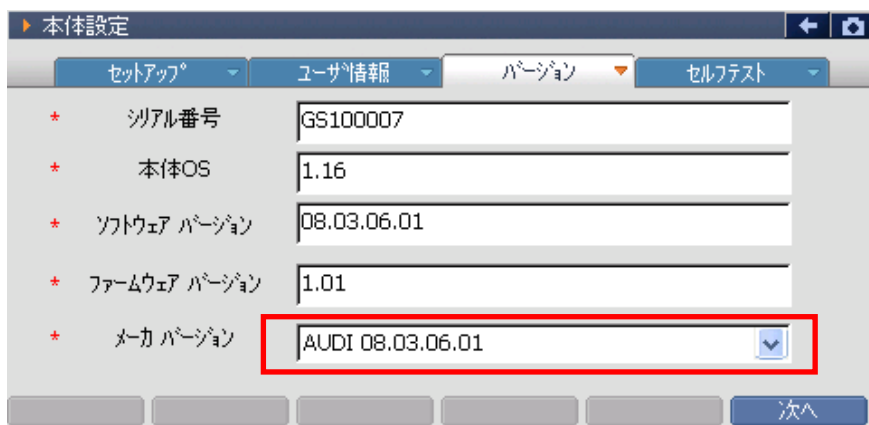 本体設定
ｾｯﾄｱｯﾌﾟ ﾕｰｻﾞ情報 ﾊﾞｰｼﾞｮﾝ ｾﾙﾌﾃｽﾄ
* ｼﾘｱﾙ番号 GS100007
* 本体OS 1.16
* ｿﾌﾄｳｪｱ ﾊﾞｰｼﾞｮﾝ 08.03.06.01
* ﾌｧｰﾑｳｪｱ ﾊﾞｰｼﾞｮﾝ 1.01
* ﾒｰｶ ﾊﾞｰｼﾞｮﾝ AUDI 08.03.06.01
次へ